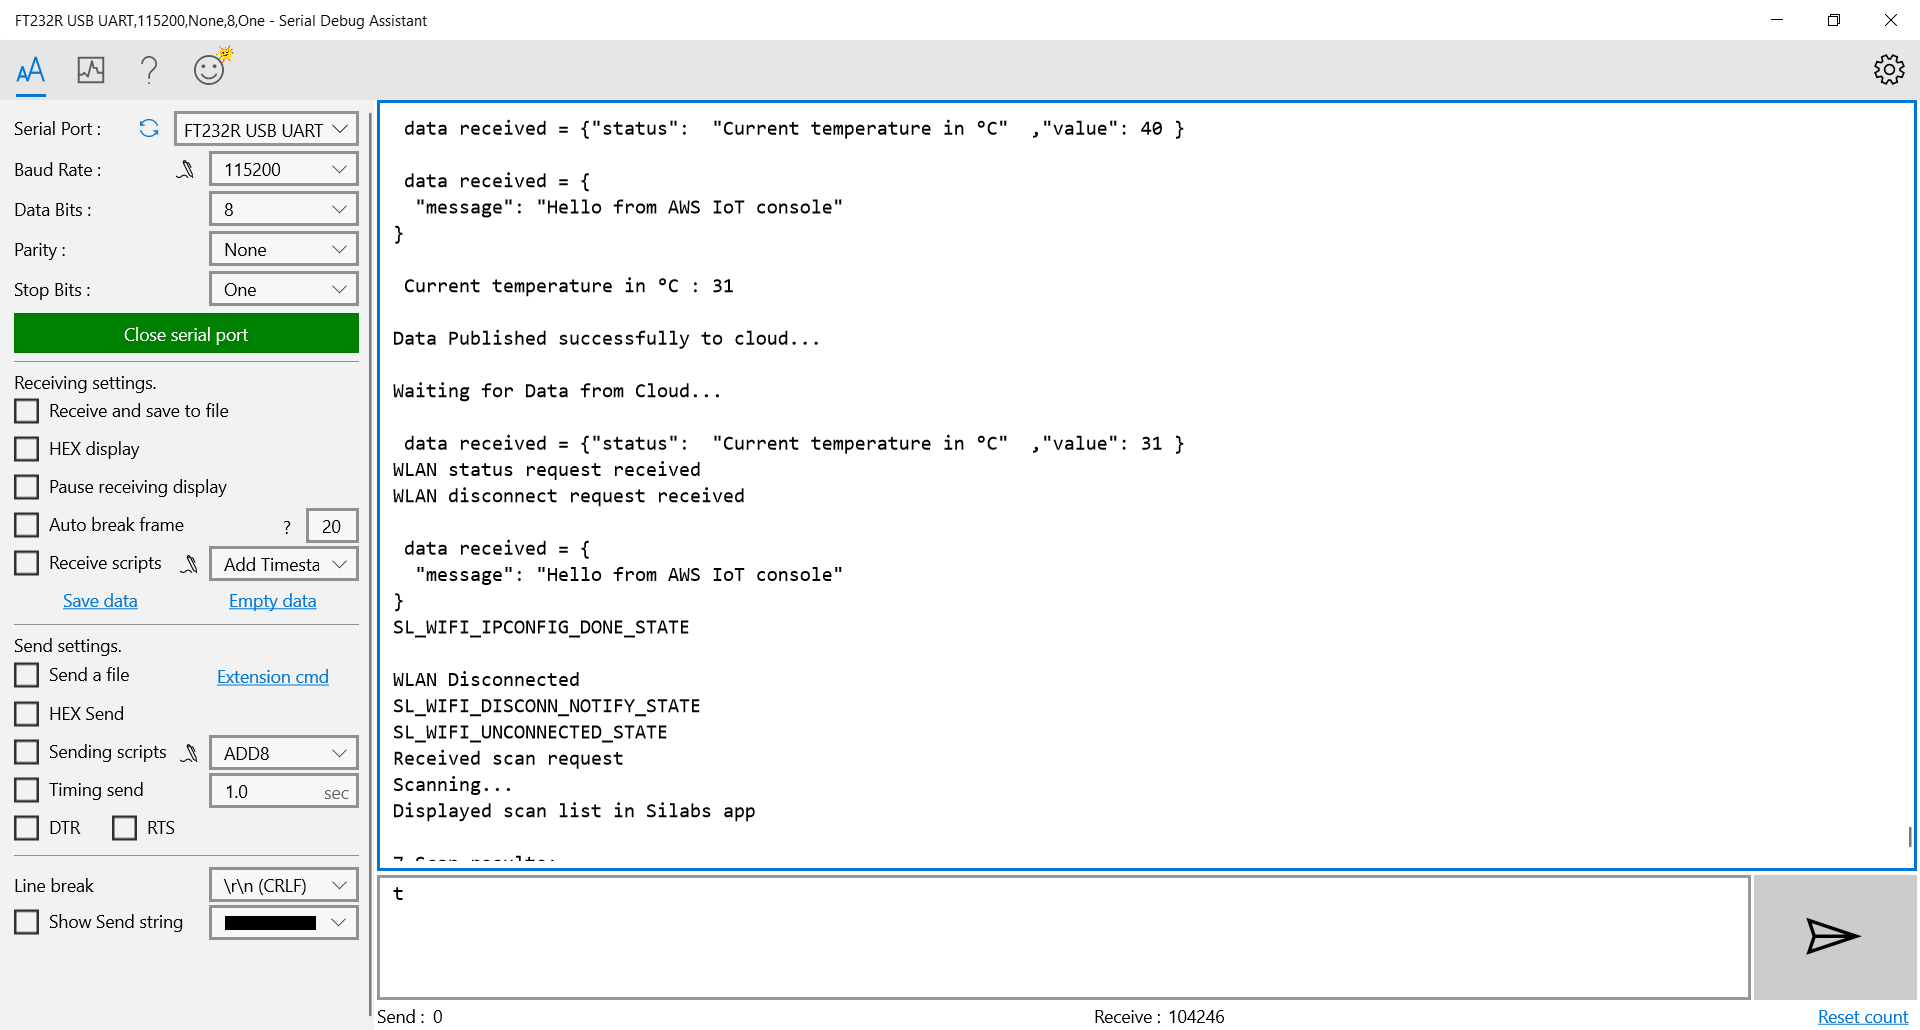 FT232R USB UART,115200,None,8,One - Serial Debug Assistant
Serial Port :
FT232R USB UART
Baud Rate :
115200
Data Bits :
8
Parity :
None
Stop Bits :
One
Close serial port
Receiving settings.
Receive and save to file
HEX display
Pause receiving display
Auto break frame ? 20
Receive scripts Add Timesta
Save data Empty data
Send settings.
Send a file Extension cmd
HEX Send
Sending scripts ADD8
Timing send 1.0 sec
DTR RTS
Line break \r\n (CRLF)
Show Send string
data received = {"status":  "Current temperature in °C"  ,"value": 40 }
data received = {
"message": "Hello from AWS IoT console"
}
Current temperature in °C : 31
Data Published successfully to cloud...
Waiting for Data from Cloud...
data received = {"status":  "Current temperature in °C"  ,"value": 31 }
WLAN status request received
WLAN disconnect request received
data received = {
"message": "Hello from AWS IoT console"
}
SL_WIFI_IPCONFIG_DONE_STATE
WLAN Disconnected
SL_WIFI_DISCONN_NOTIFY_STATE
SL_WIFI_UNCONNECTED_STATE
Received scan request
Scanning...
Displayed scan list in Silabs app
7 Scan results:
t
Send : 0 Receive : 104246 Reset count